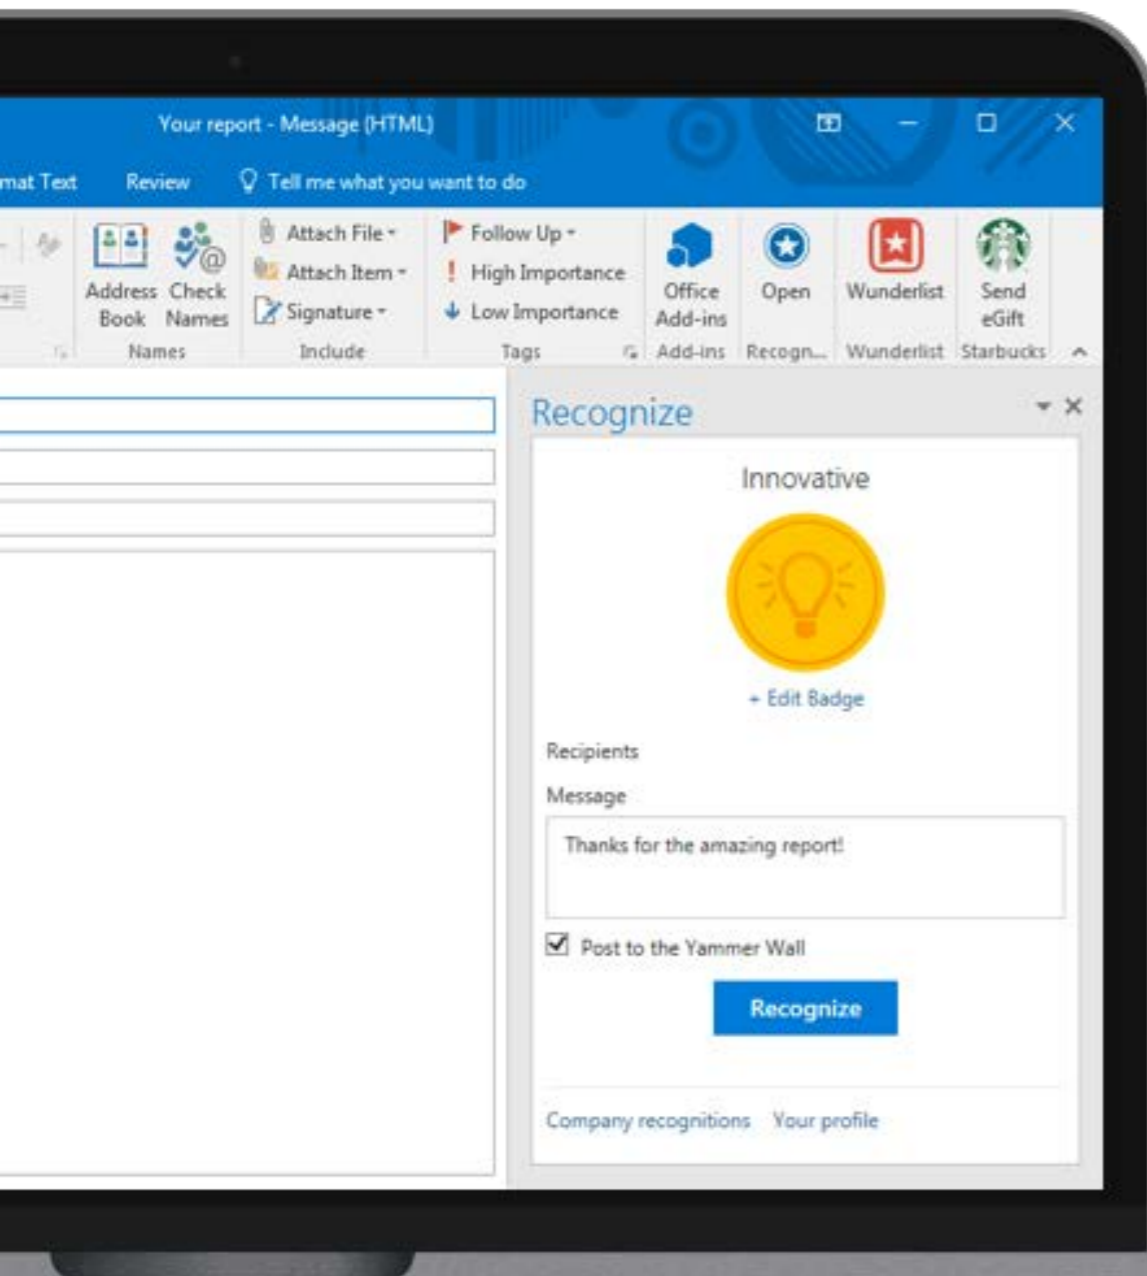 Your report - Message (HTML)
mat Text Review Tell me what you want to do
Address Book
Check Names
Names
Attach File
Attach Item
Signature
Include
Follow Up
! High Importance
Low Importance
Tags
Office Add-ins
Add-ins
Open
Recogn...
Wunderlist
Wunderlist
Send eGift
Starbucks
Recognize
Innovative
+ Edit Badge
Recipients
Message
Thanks for the amazing report!
Post to the Yammer Wall
Recognize
Company recognitions Your profile